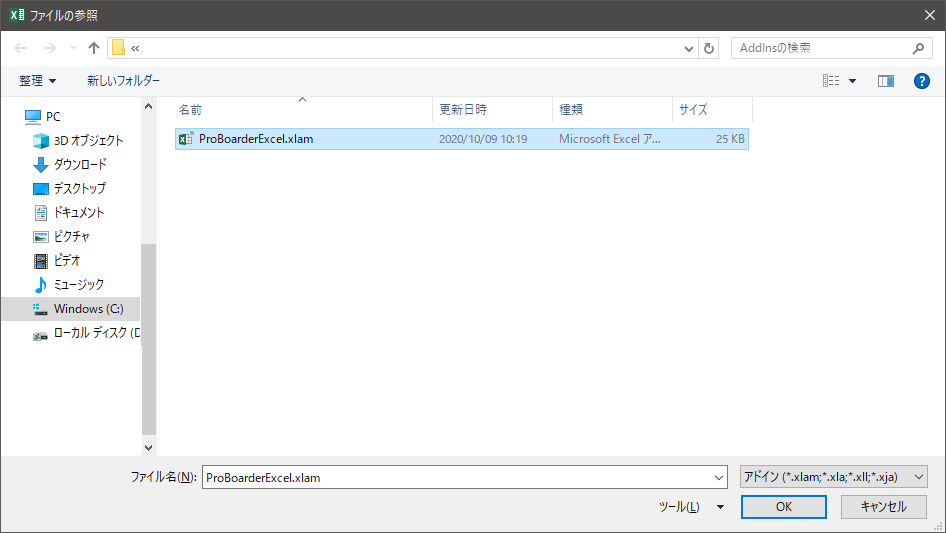 ファイルの参照
«
AddInsの検索
整理
新しいフォルダー
名前
更新日時
種類
サイズ
ProBoarderExcel.xlam
2020/10/09 10:19
Microsoft Excel ア...
25 KB
PC
3D オブジェクト
ダウンロード
デスクトップ
ドキュメント
ピクチャ
ビデオ
ミュージック
Windows (C:)
ローカル ディスク (D
ファイル名(N):
ProBoarderExcel.xlam
アドイン (*.xlam;*.xla;*.xll;*.xja)
ツール(L)
OK
キャンセル